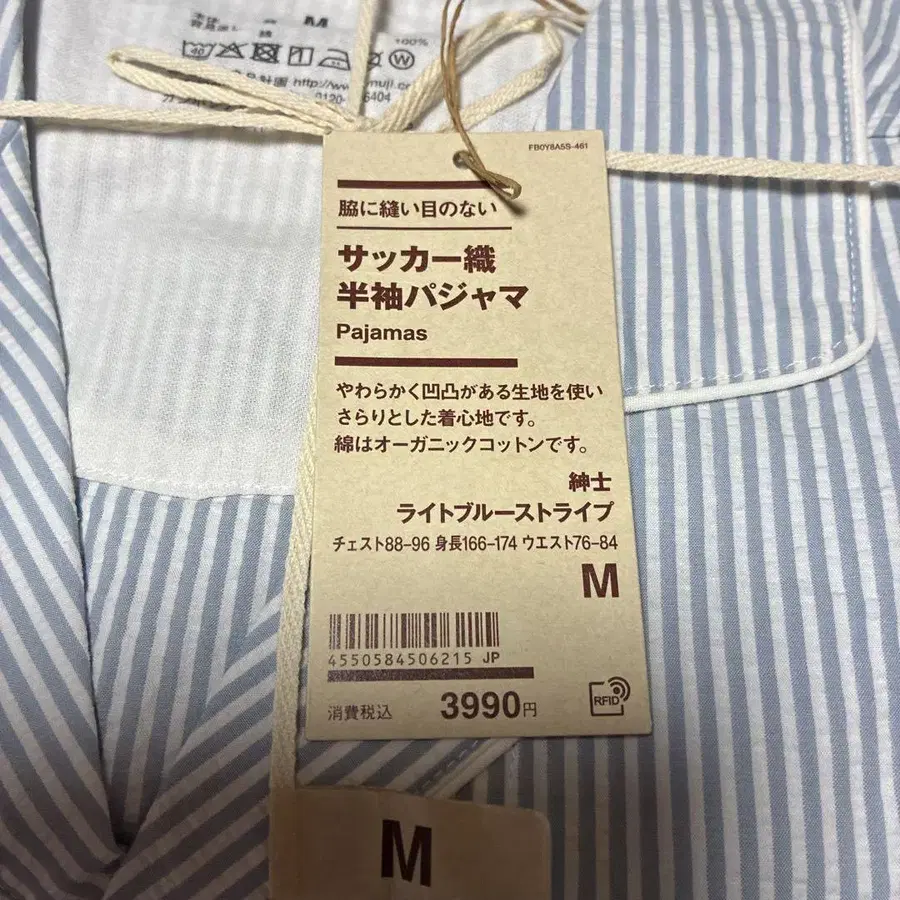 M
100%
40
W
http://www.muji.c
0120-
6404
FB0Y8A5S-461
脇に縫い目のない
サッカー織
半袖パジャマ
Pajamas
やわらかく凹凸がある生地を使い
さらりとした着心地です。
綿はオーガニックコットンです。
紳士
ライトブルーストライプ
チェスト88-96 身長166-174 ウエスト76-84
M
4550584506215 JP
消費税込 3990円
RFID
M